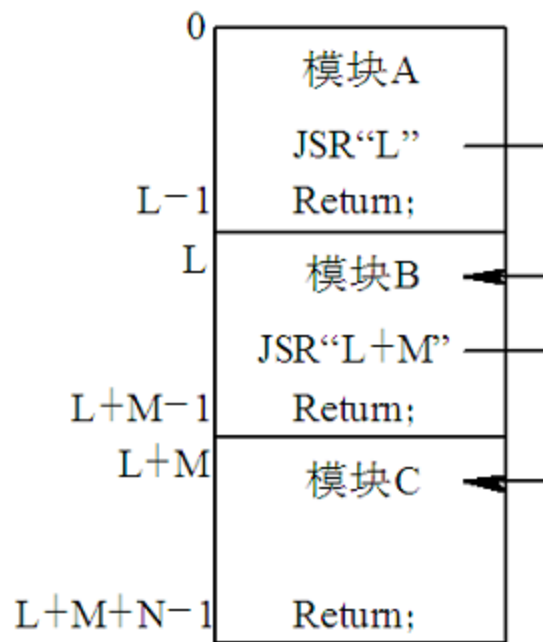 0
模块A
JSR“L”
L－1 Return;
L
模块B
JSR“L＋M”
L＋M－1 Return;
L＋M
模块C
L＋M＋N－1 Return;